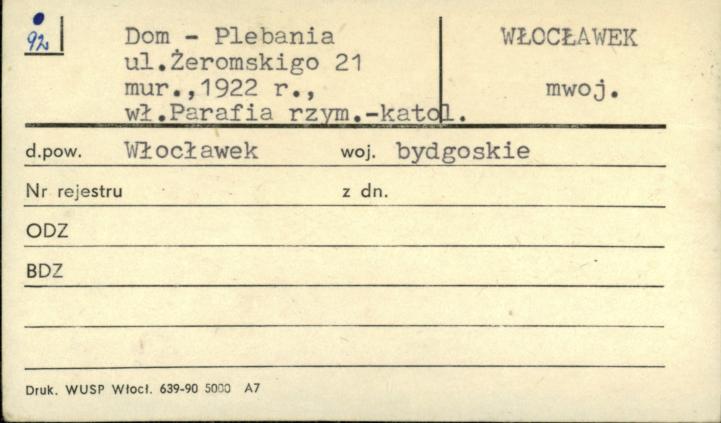 92
Dom - Plebania
ul.Żeromskigo 21
mur.,1922 r.,
wł.Parafia rzym.-katol.
WŁOCŁAWEK
mwoj.
d.pow. Włocławek woj. bydgoskie
Nr rejestru z dn.
ODZ
BDZ
Druk. WUSP Włocł. 639-90 5000 A7